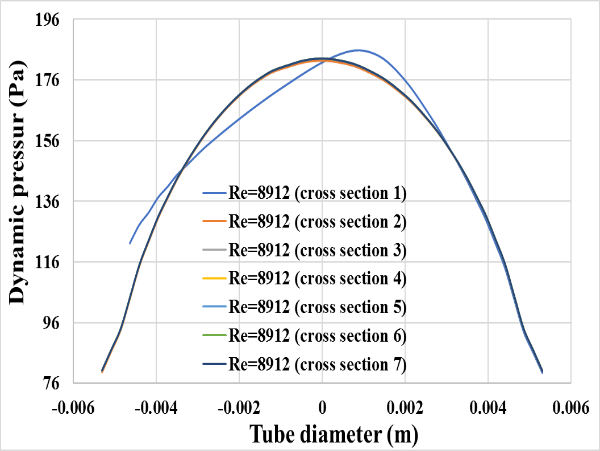 196
176
156
136
116
96
76
Dynamic pressur (Pa)
Re=8912 (cross section 1)
Re=8912 (cross section 2)
Re=8912 (cross section 3)
Re=8912 (cross section 4)
Re=8912 (cross section 5)
Re=8912 (cross section 6)
Re=8912 (cross section 7)
-0.006 -0.004 -0.002 0 0.002 0.004 0.006
Tube diameter (m)